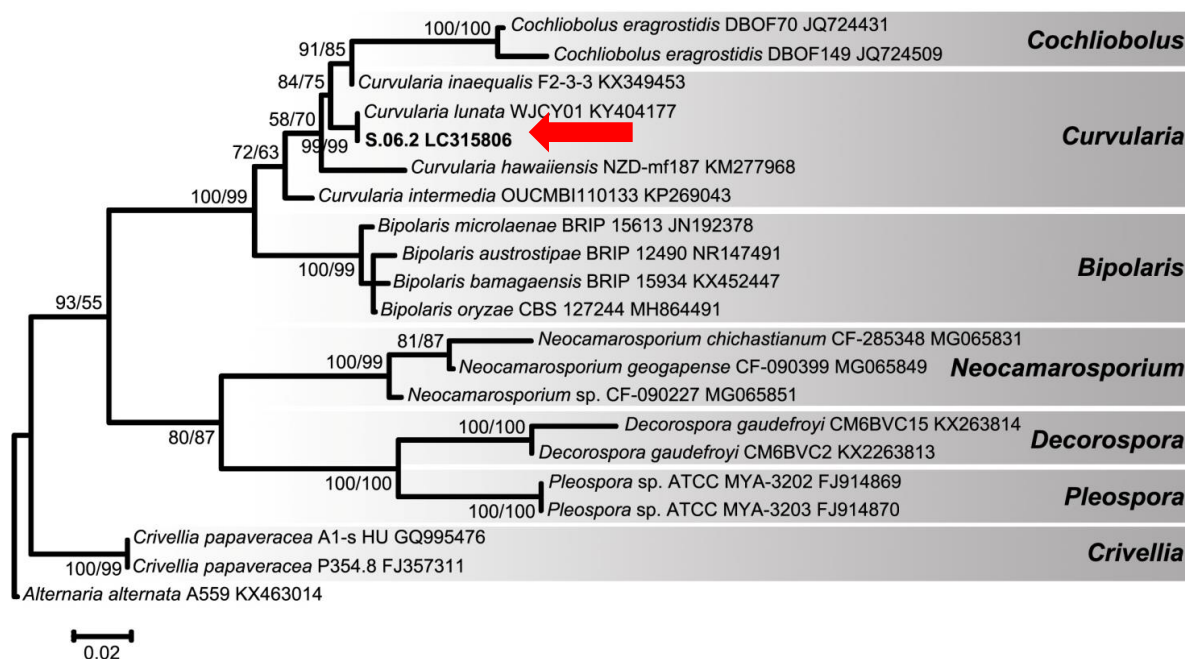 100/100
Cochliobolus eragrostidis DBOF70 JQ724431
Cochliobolus
91/85
Cochliobolus eragrostidis DBOF149 JQ724509
84/75
Curvularia inaequalis F2-3-3 KX349453
58/70
Curvularia lunata WJCY01 KY404177
Curvularia
99/99
S.06.2 LC315806
72/63
Curvularia hawaiiensis NZD-mf187 KM277968
100/99
Curvularia intermedia OUCMBI110133 KP269043
Bipolaris microlaenae BRIP 15613 JN192378
Bipolaris austrostipae BRIP 12490 NR147491
Bipolaris
100/99
Bipolaris bamagaensis BRIP 15934 KX452447
93/55
Bipolaris oryzae CBS 127244 MH864491
81/87
Neocamarosporium chichastianum CF-285348 MG065831
100/99
Neocamarosporium geogapense CF-090399 MG065849
Neocamarosporium
Neocamarosporium sp. CF-090227 MG065851
80/87
100/100
Decorospora gaudefroyi CM6BVC15 KX263814
Decorospora
Decorospora gaudefroyi CM6BVC2 KX2263813
100/100
Pleospora sp. ATCC MYA-3202 FJ914869
Pleospora
100/100
Pleospora sp. ATCC MYA-3203 FJ914870
Crivellia papaveracea A1-s HU GQ995476
Crivellia
100/99
Crivellia papaveracea P354.8 FJ357311
Alternaria alternata A559 KX463014
0.02